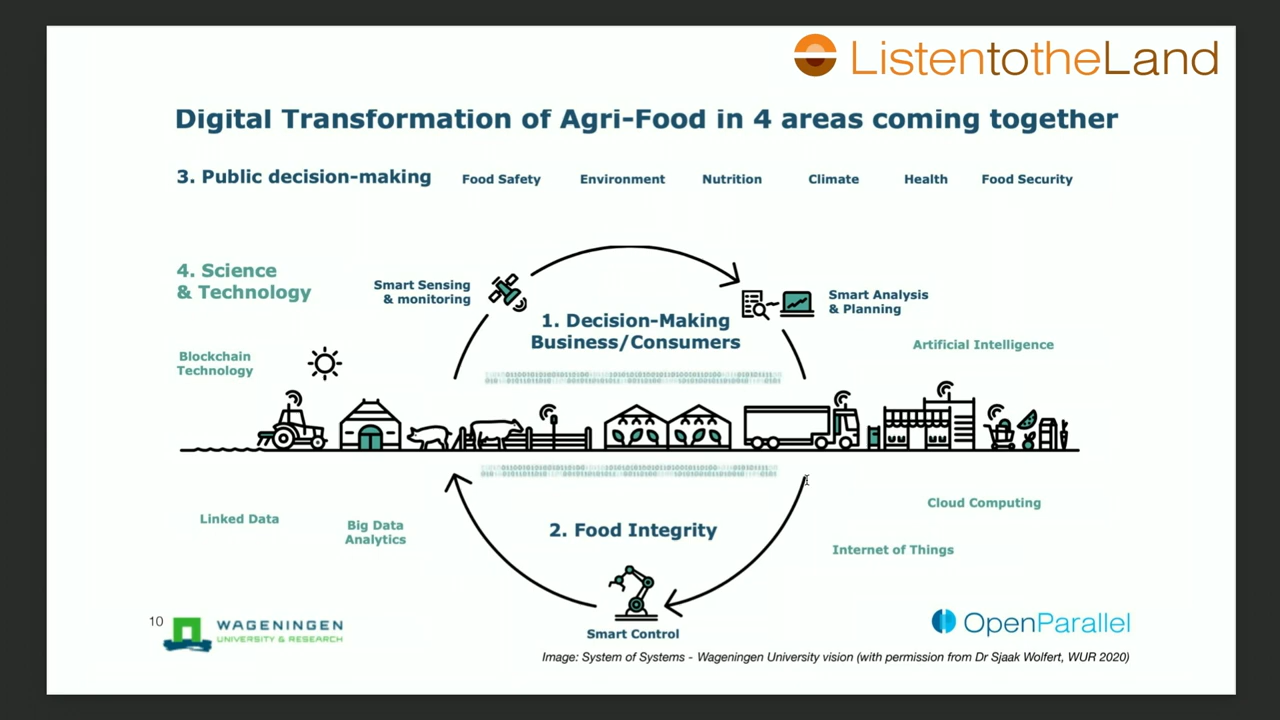 ListentotheLand
Digital Transformation of Agri-Food in 4 areas coming together
3. Public decision-making
Food Safety
Environment
Nutrition
Climate
Health
Food Security
4. Science
& Technology
Smart Sensing
& monitoring
Smart Analysis
& Planning
1. Decision-Making
Business/Consumers
Blockchain
Technology
Artificial Intelligence
Linked Data
Big Data
Analytics
2. Food Integrity
Cloud Computing
Internet of Things
Smart Control
10
WAGENINGEN
UNIVERSITY & RESEARCH
OpenParallel
Image: System of Systems - Wageningen University vision (with permission from Dr Sjaak Wolfert, WUR 2020)